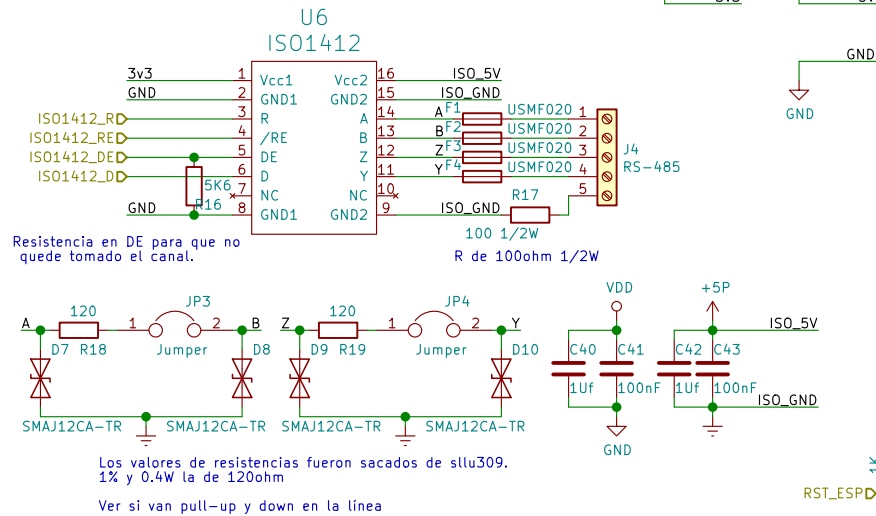 U6
ISO1412
3v3
1
Vcc1
Vcc2
16
ISO_5V
GND
2
GND1
GND2
15
ISO_GND
ISO1412_R
3
R
A
14
A
F1
USMF020
1
ISO1412_RE
4
/RE
B
13
B
F2
USMF020
2
ISO1412_DE
5
DE
Z
12
Z
F3
USMF020
3
ISO1412_D
6
D
Y
11
Y
F4
USMF020
4
J4
RS-485
5K6
R16
7
NC
NC
10
R17
5
GND
8
GND1
GND2
9
ISO_GND
100 1/2W
GND
GND
Resistencia en DE para que no
quede tomado el canal.
R de 100ohm 1/2W
A
120
1
JP3
2
B
Z
120
1
JP4
2
Y
D7
R18
Jumper
D8
D9
R19
Jumper
D10
SMAJ12CA-TR
SMAJ12CA-TR
SMAJ12CA-TR
SMAJ12CA-TR
VDD
+5P
ISO_5V
C40
C41
C42
C43
1Uf
100nF
1Uf
100nF
ISO_GND
GND
Los valores de resistencias fueron sacados de sllu309.
1% y 0.4W la de 120ohm
Ver si van pull-up y down en la línea
1K
RST_ESP